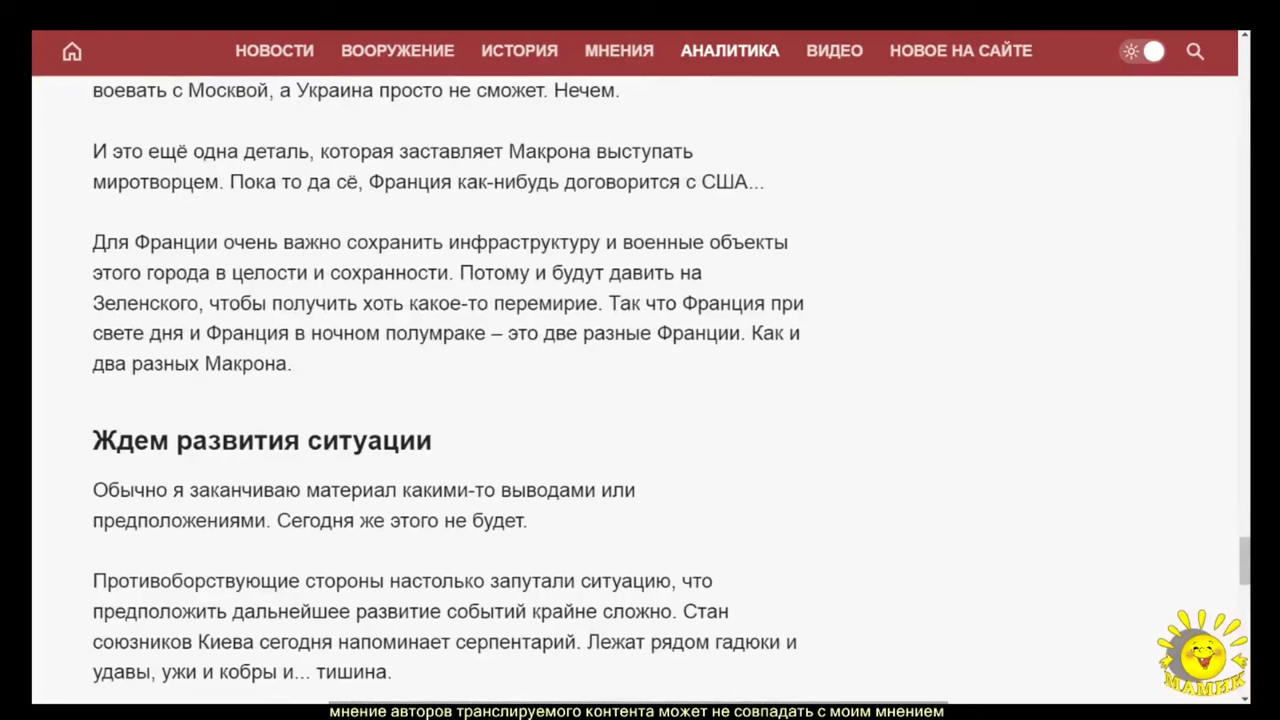 НОВОСТИ ВООРУЖЕНИЕ ИСТОРИЯ МНЕНИЯ АНАЛИТИКА ВИДЕО НОВОЕ НА САЙТЕ
воевать с Москвой, а Украина просто не сможет. Нечем.
И это ещё одна деталь, которая заставляет Макрона выступать
миротворцем. Пока то да сё, Франция как-нибудь договорится с США...
Для Франции очень важно сохранить инфраструктуру и военные объекты
этого города в целости и сохранности. Потому и будут давить на
Зеленского, чтобы получить хоть какое-то перемирие. Так что Франция при
свете дня и Франция в ночном полумраке – это две разные Франции. Как и
два разных Макрона.
Ждем развития ситуации
Обычно я заканчиваю материал какими-то выводами или
предположениями. Сегодня же этого не будет.
Противоборствующие стороны настолько запутали ситуацию, что
предположить дальнейшее развитие событий крайне сложно. Стан
союзников Киева сегодня напоминает серпентарий. Лежат рядом гадюки и
удавы, ужи и кобры и... тишина.
МАМИК
мнение авторов транслируемого контента может не совпадать с моим мнением